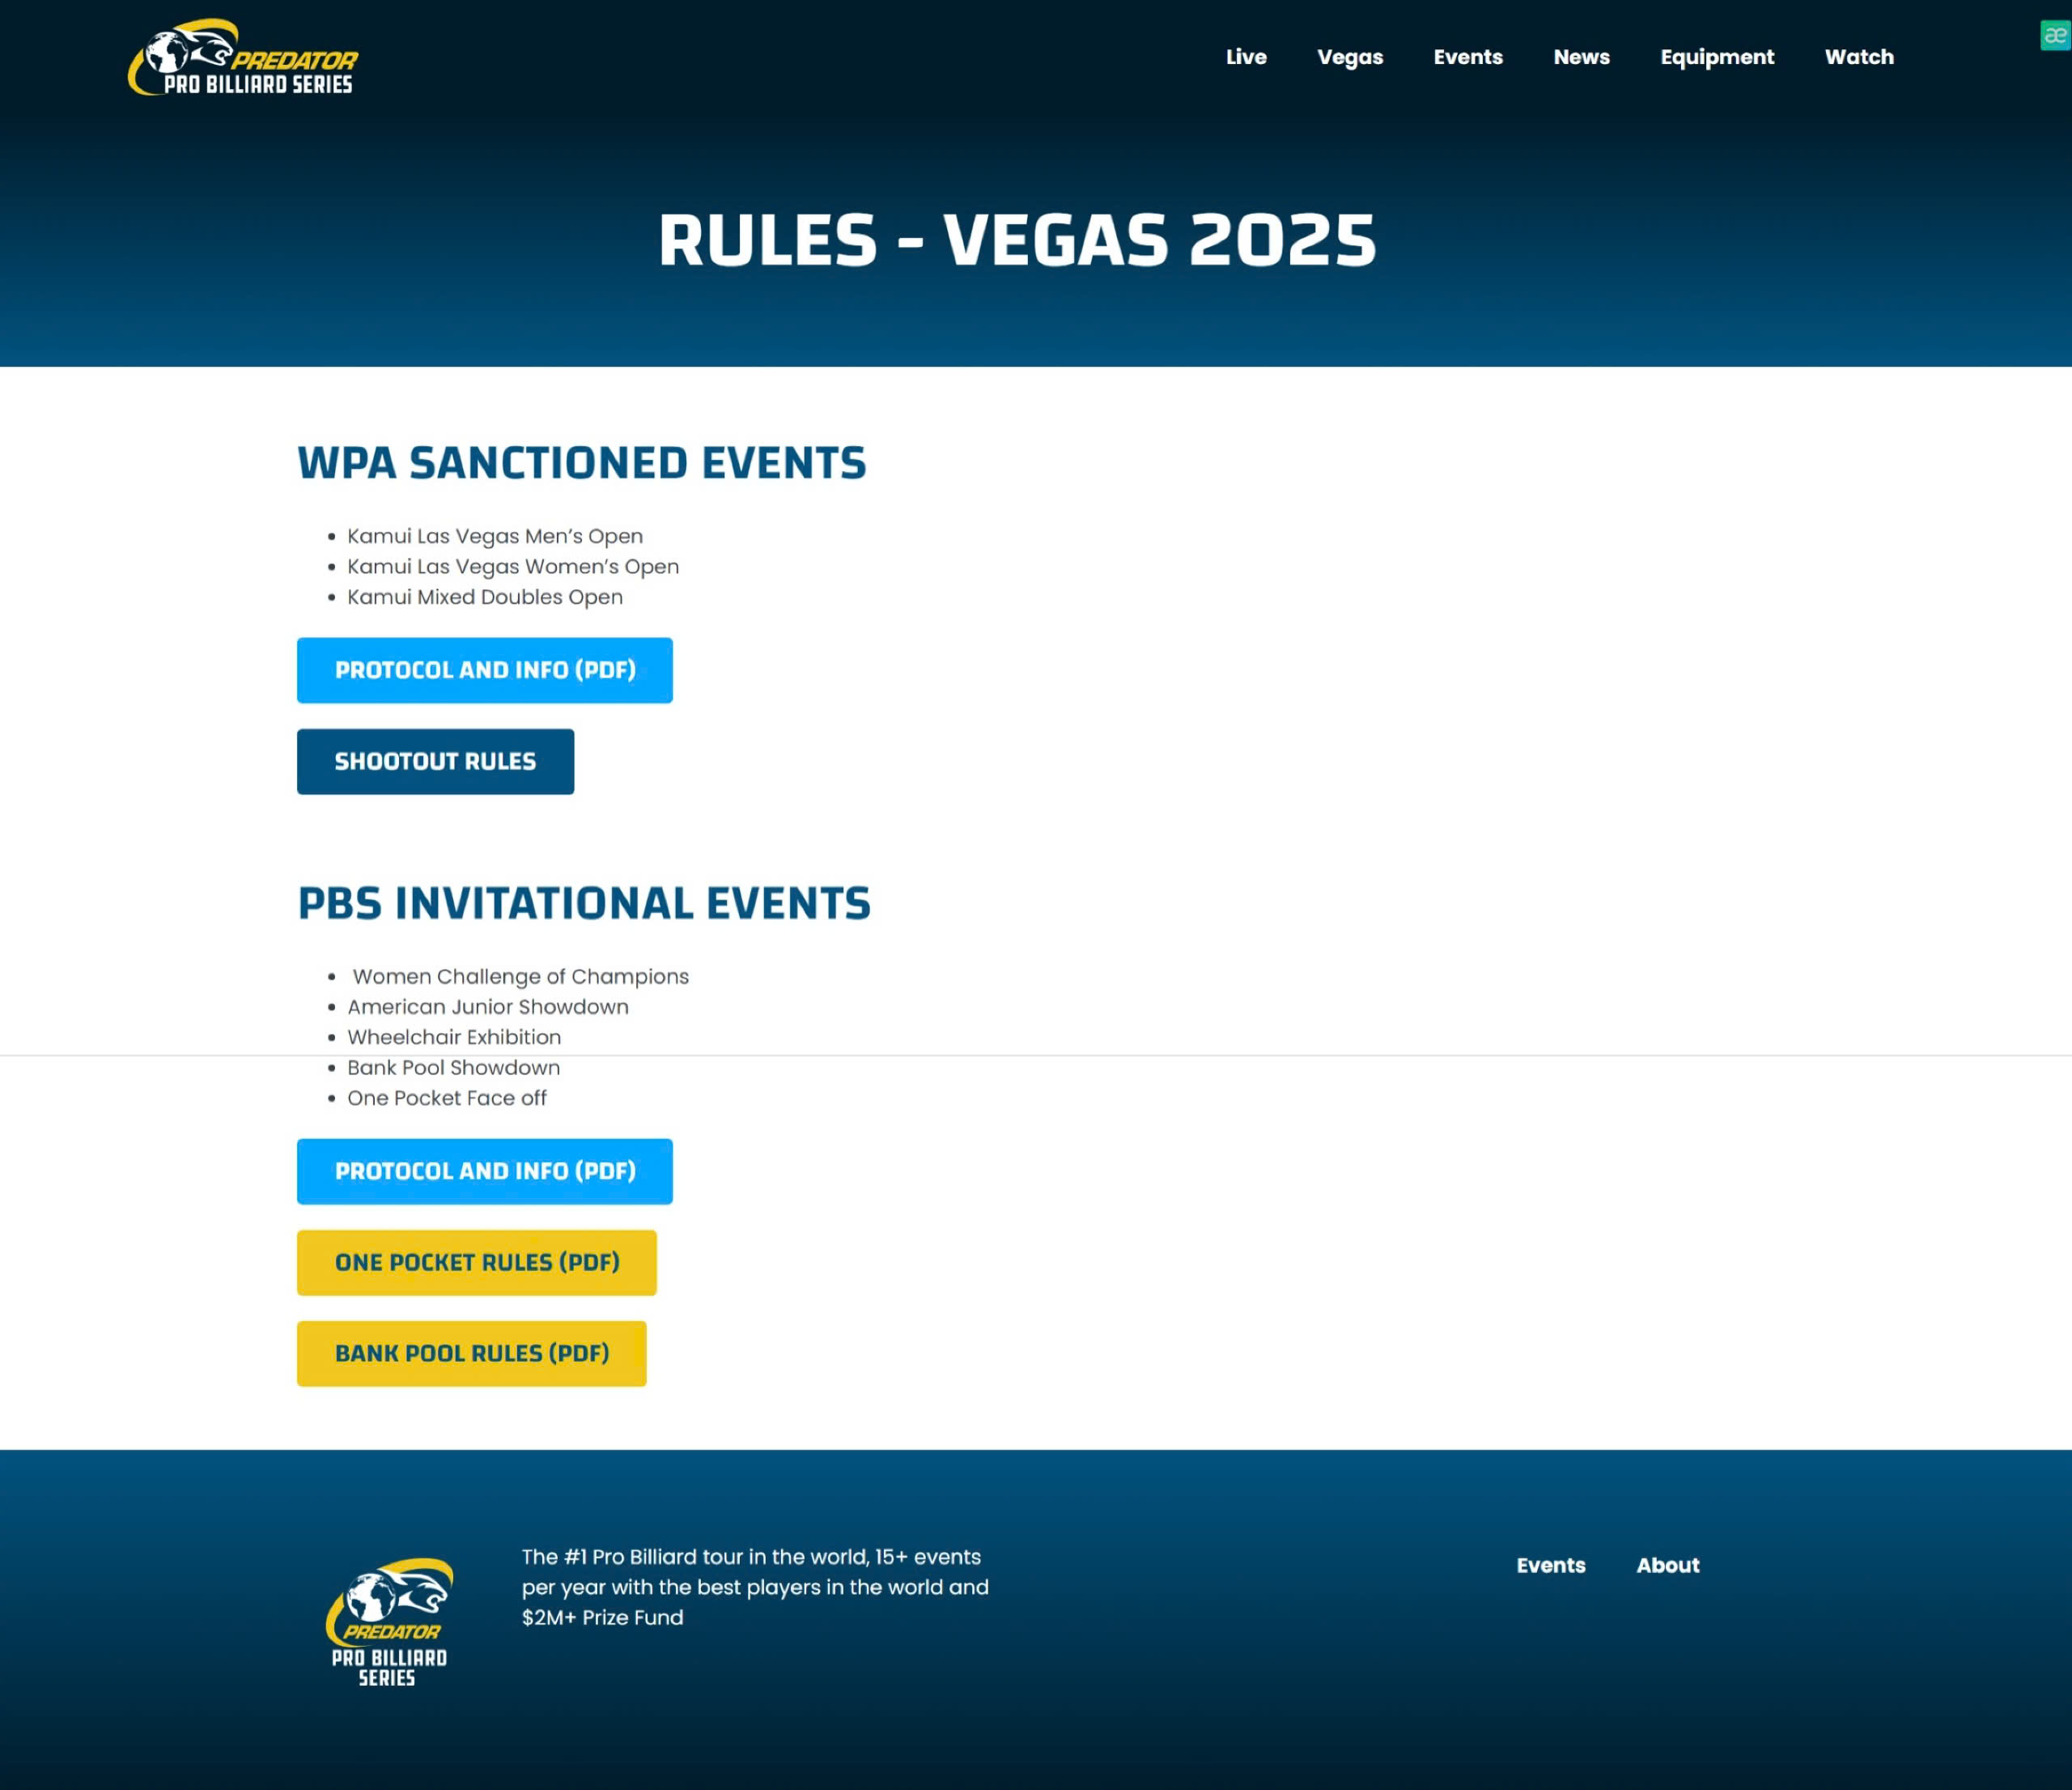 PREDATOR
PRO BILLIARD SERIES
Live Vegas Events News Equipment Watch
æ
RULES - VEGAS 2025
WPA SANCTIONED EVENTS
Kamui Las Vegas Men’s Open
Kamui Las Vegas Women’s Open
Kamui Mixed Doubles Open
PROTOCOL AND INFO (PDF)
SHOOTOUT RULES
PBS INVITATIONAL EVENTS
Women Challenge of Champions
American Junior Showdown
Wheelchair Exhibition
Bank Pool Showdown
One Pocket Face off
PROTOCOL AND INFO (PDF)
ONE POCKET RULES (PDF)
BANK POOL RULES (PDF)
PREDATOR
PRO BILLIARD
SERIES
The #1 Pro Billiard tour in the world, 15+ events
per year with the best players in the world and
$2M+ Prize Fund
Events About